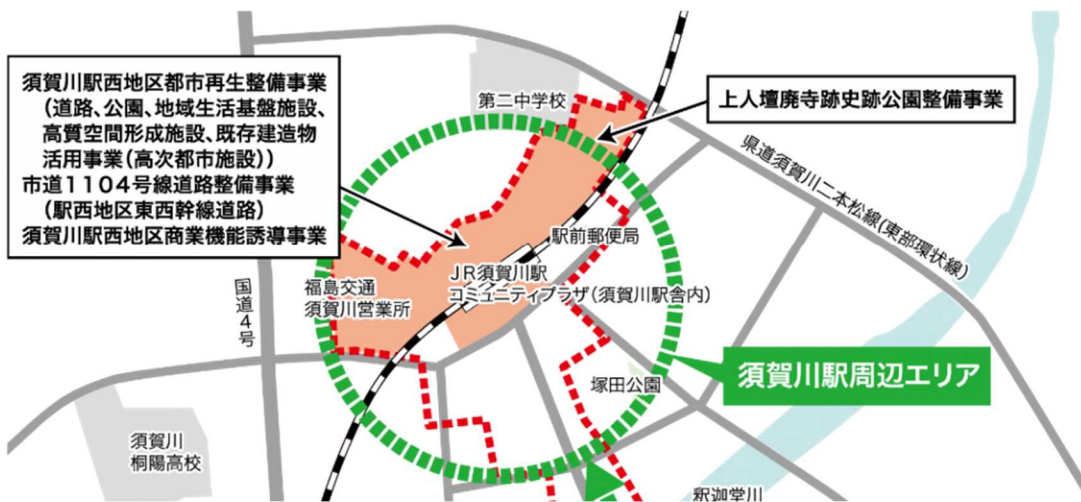 須賀川駅西地区都市再生整備事業
(道路、公園、地域生活基盤施設、
高質空間形成施設、既存建造物
活用事業(高次都市施設))
市道1104号線道路整備事業
(駅西地区東西幹線道路)
須賀川駅西地区商業機能誘導事業
第二中学校
上人壇廃寺跡史跡公園整備事業
県道須賀川二本松線(東部環状線)
駅前郵便局
JR須賀川駅
コミュニティプラザ(須賀川駅舎内)
福島交通
須賀川営業所
国道4号
須賀川駅周辺エリア
塚田公園
須賀川
桐陽高校
釈迦堂川